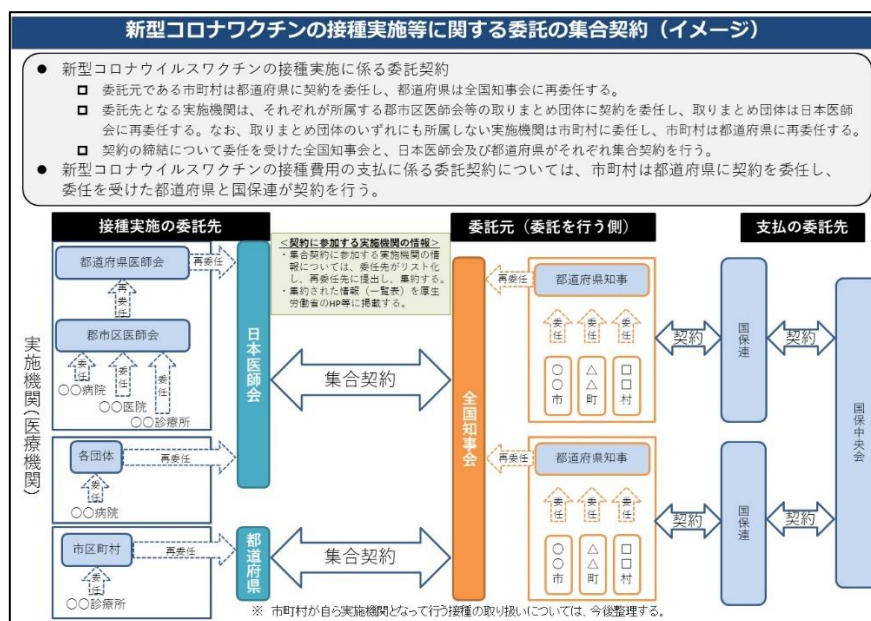 新型コロナワクチンの接種実施等に関する委託の集合契約（イメージ）
● 新型コロナウイルスワクチンの接種実施に係る委託契約
□ 委託元である市町村は都道府県に契約を委任し、都道府県は全国知事会に再委任する。
□ 委託先となる実施機関は、それぞれが所属する郡市区医師会等の取りまとめ団体に契約を委任し、取りまとめ団体は日本医師
会に再委任する。なお、取りまとめ団体のいずれにも所属しない実施機関は市町村に委任し、市町村は都道府県に再委任する。
□ 契約の締結について委任を受けた全国知事会と、日本医師会及び都道府県がそれぞれ集合契約を行う。
● 新型コロナウイルスワクチンの接種費用の支払に係る委託契約については、市町村は都道府県に契約を委任し、
委任を受けた都道府県と国保連が契約を行う。
接種実施の委託先
実施機関(医療機関)
都道府県医師会
再委任
再委任
郡市区医師会
委任
委任
委任
〇〇病院
〇〇医院
〇〇診療所
各団体
再委任
委任
〇〇病院
市区町村
再委任
委任
〇〇診療所
日本医師会
都道府県
＜契約に参加する実施機関の情報＞
・集合契約に参加する実施機関の情
報については、委任先がリスト化
し、再委任先に提出し、集約する。
・集約された情報（一覧表）を厚生
労働省のHP等に掲載する。
集合契約
集合契約
委託元（委託を行う側）
全国知事会
再委任
都道府県知事
委任
委任
委任
〇〇市
△△町
□□村
再委任
都道府県知事
委任
委任
委任
〇〇市
△△町
□□村
支払の委託先
契約
国保連
契約
契約
国保連
契約
国保中央会
※ 市町村が自ら実施機関となって行う接種の取り扱いについては、今後整理する。